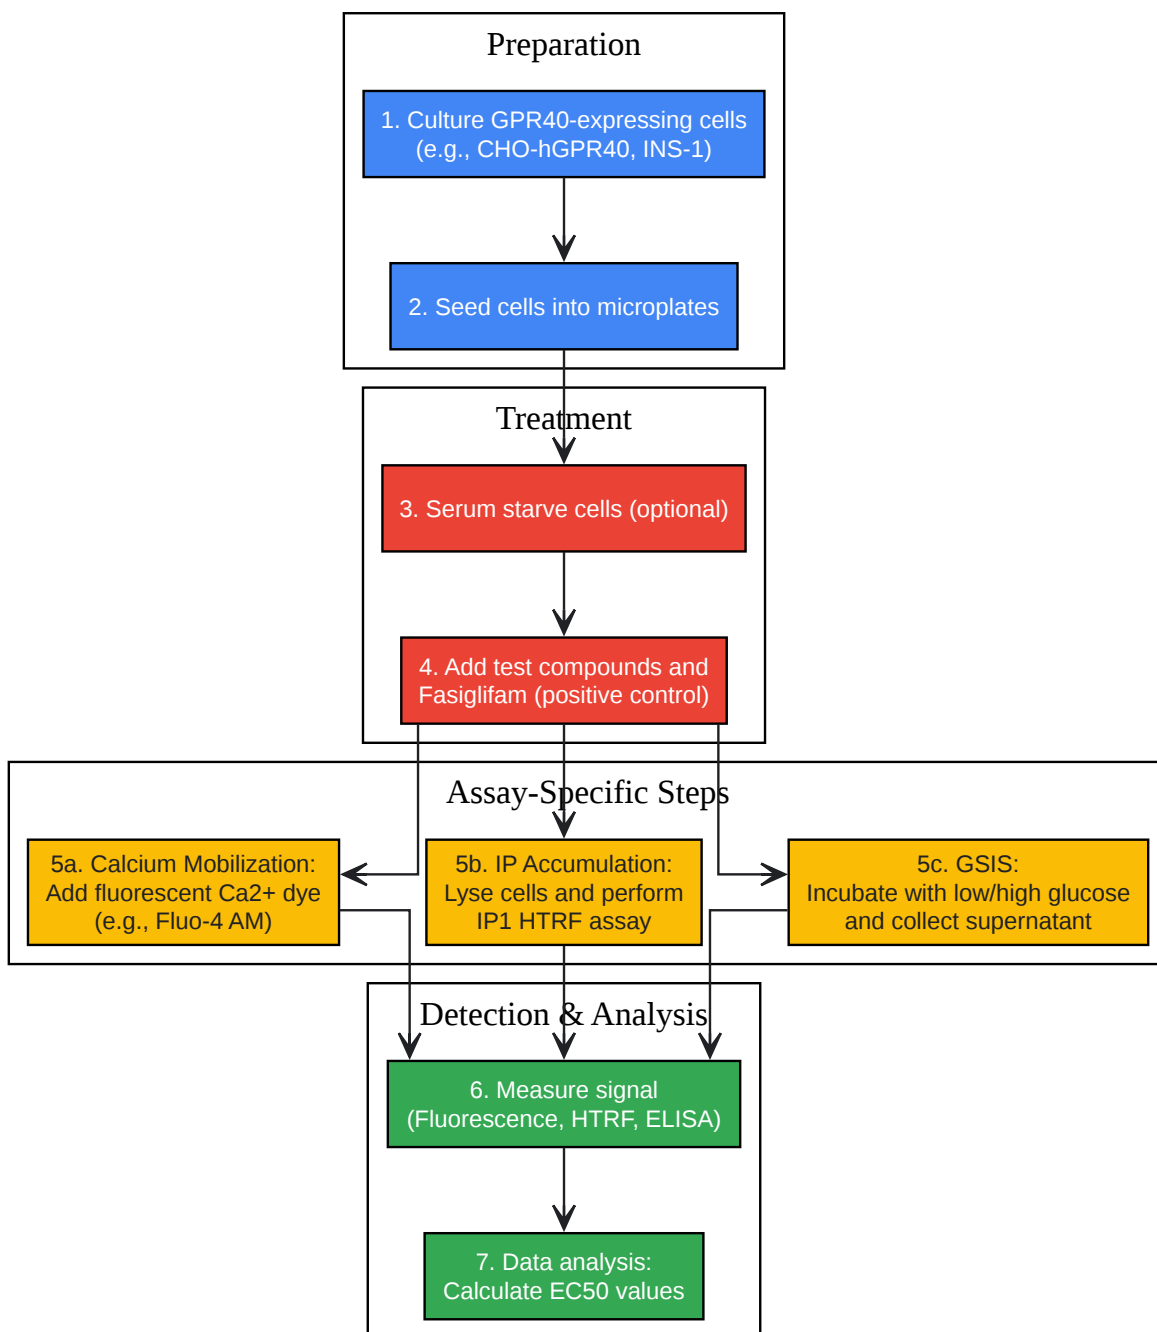 Preparation
1. Culture GPR40-expressing cells
(e.g., CHO-hGPR40, INS-1)
2. Seed cells into microplates
Treatment
3. Serum starve cells (optional)
4. Add test compounds and
Fasiglifam (positive control)
Assay-Specific Steps
5a. Calcium Mobilization:
Add fluorescent Ca2+ dye
(e.g., Fluo-4 AM)
5b. IP Accumulation:
Lyse cells and perform
IP1 HTRF assay
5c. GSIS:
Incubate with low/high glucose
and collect supernatant
Detection & Analysis
6. Measure signal
(Fluorescence, HTRF, ELISA)
7. Data analysis:
Calculate EC50 values